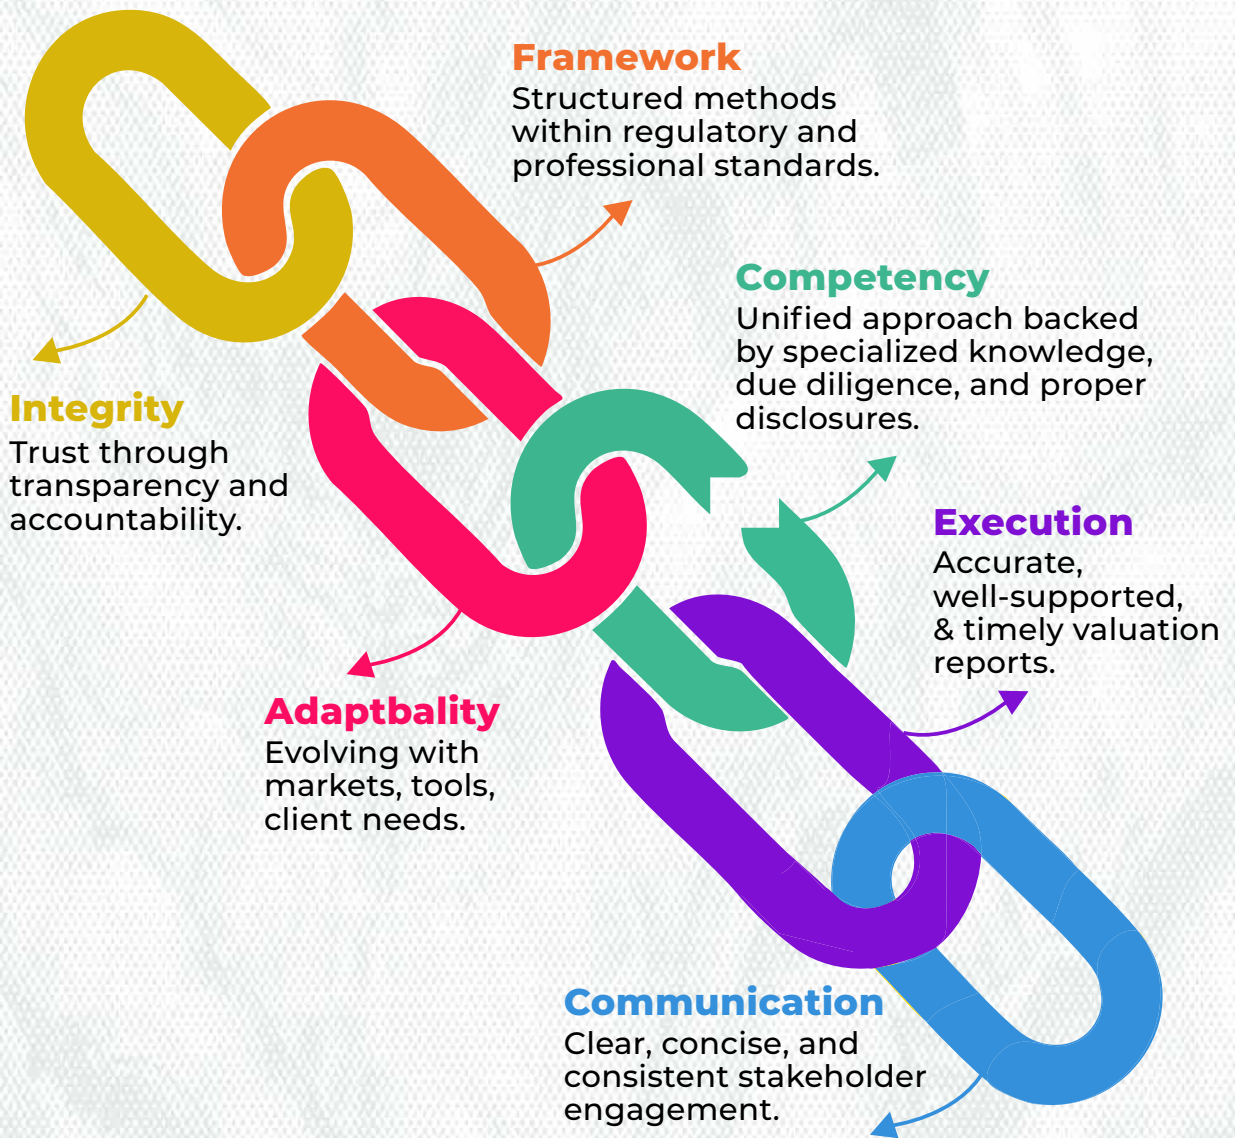 Framework
Structured methods
within regulatory and
professional standards.
Competency
Unified approach backed
by specialized knowledge,
due diligence, and proper
disclosures.
Integrity
Trust through
transparency and
accountability.
Execution
Accurate,
well-supported,
& timely valuation
reports.
Adaptbality
Evolving with
markets, tools,
client needs.
Communication
Clear, concise, and
consistent stakeholder
engagement.